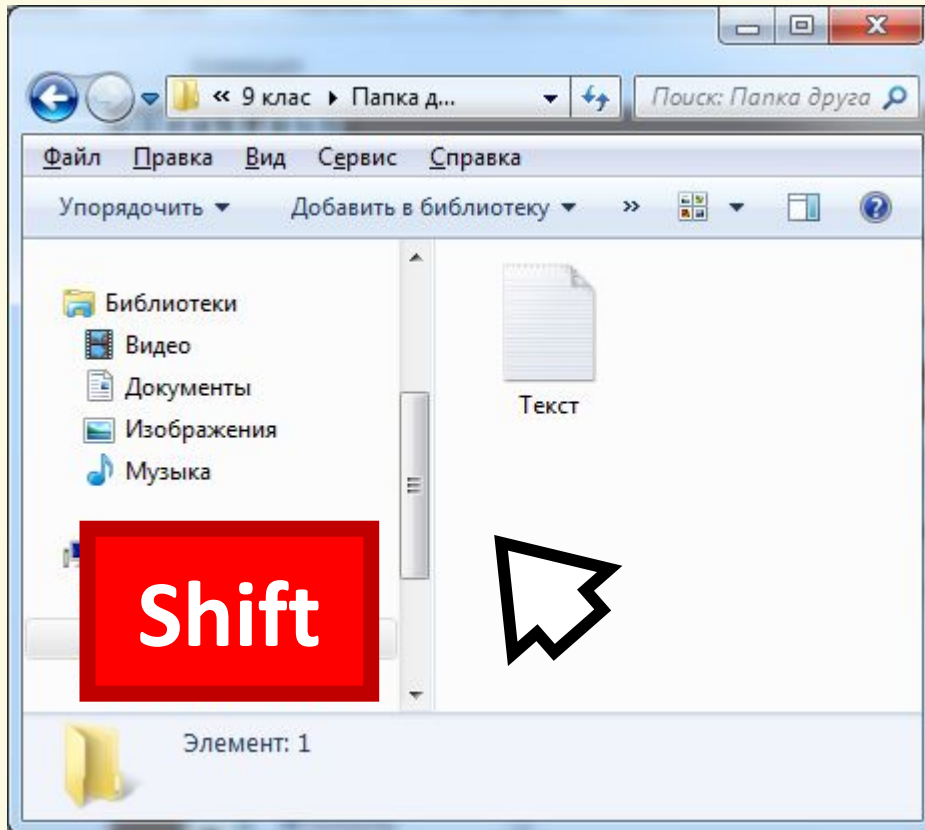 « 9 клас ▸ Папка д... Поиск: Папка друга
Файл Правка Вид Сервис Справка
Упорядочить Добавить в библиотеку »
Библиотеки
Видео
Документы
Изображения
Музыка
Текст
Shift
Элемент: 1